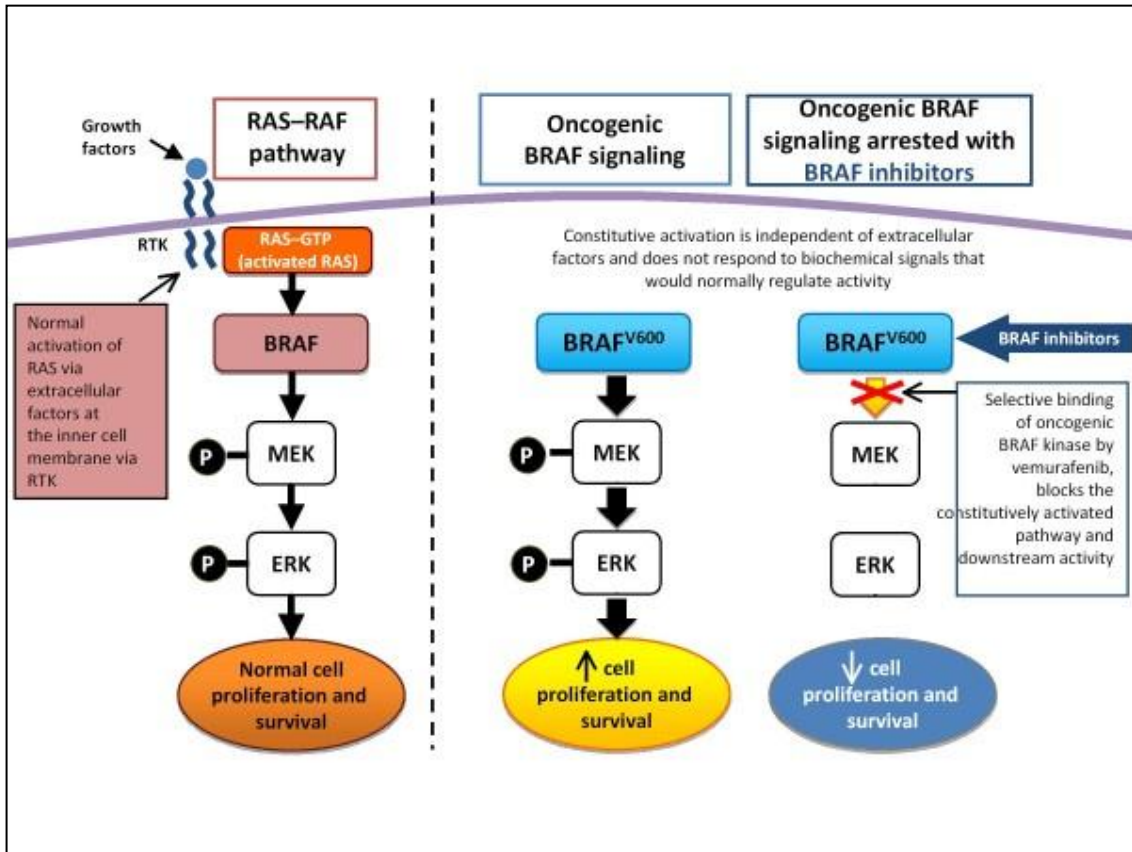 Growth
factors
RAS–RAF
pathway
RTK
RAS–GTP
(activated RAS)
Normal
activation of
RAS via
extracellular
factors at
the inner cell
membrane via
RTK
BRAF
P
MEK
P
ERK
Normal cell
proliferation and
survival
Oncogenic
BRAF signaling
Oncogenic BRAF
signaling arrested with
BRAF inhibitors
Constitutive activation is independent of extracellular
factors and does not respond to biochemical signals that
would normally regulate activity
BRAFV600
P
MEK
P
ERK
↑ cell
proliferation and
survival
BRAFV600
BRAF inhibitors
Selective binding
of oncogenic
BRAF kinase by
vemurafenib,
blocks the
constitutively activated
pathway and
downstream activity
MEK
ERK
↓ cell
proliferation and
survival